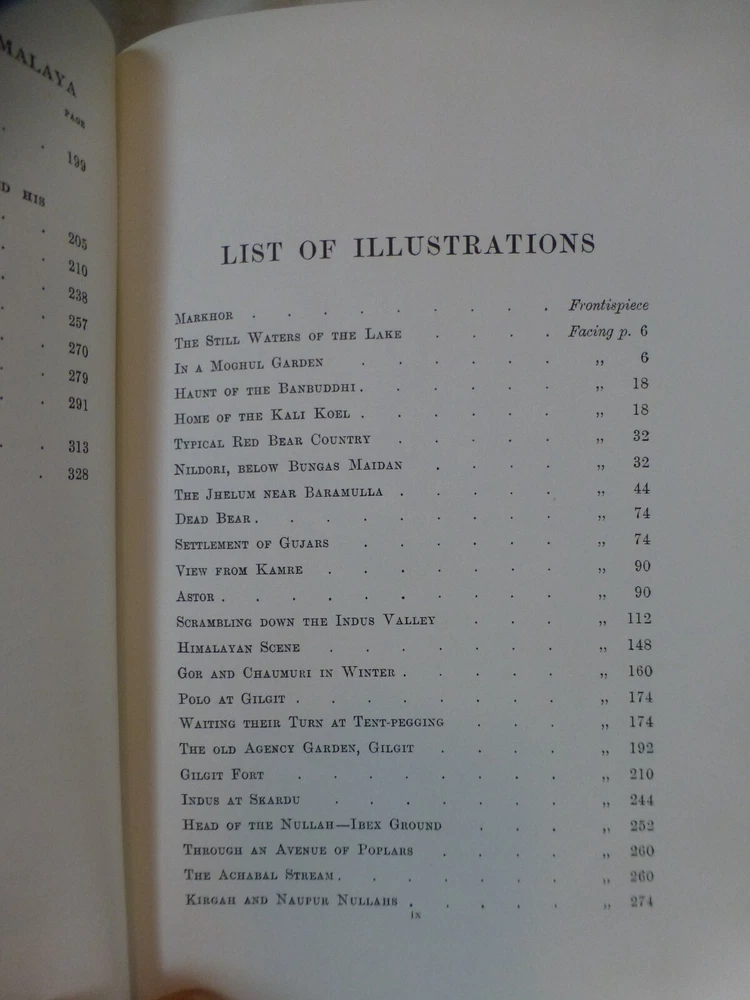 MALAYA
PAGE
. . 199
D HIS
. . 205
. . 210
. . 238
. . 257
. . 270
. . 279
. . 291
. . 313
. 328
LIST OF ILLUSTRATIONS
Markhor . . . . . . . . . Frontispiece
The Still Waters of the Lake . . . . Facing p. 6
In a Moghul Garden . . . . . . „ 6
Haunt of the Banbuddhi . . . . . . „ 18
Home of the Kali Koel . . . . . . „ 18
Typical Red Bear Country . . . . . „ 32
Nildori, below Bungas Maidan . . . . „ 32
The Jhelum near Baramulla . . . . . „ 44
Dead Bear . . . . . . . . . „ 74
Settlement of Gujars . . . . . . „ 74
View from Kamre . . . . . . . „ 90
Astor . . . . . . . . . . „ 90
Scrambling down the Indus Valley . . . „ 112
Himalayan Scene . . . . . . . „ 148
Gor and Chaumuri in Winter . . . . . „ 160
Polo at Gilgit . . . . . . . . „ 174
Waiting their Turn at Tent-pegging . . . „ 174
The old Agency Garden, Gilgit . . . . „ 192
Gilgit Fort . . . . . . . . „ 210
Indus at Skardu . . . . . . . „ 244
Head of the Nullah—Ibex Ground . . . „ 252
Through an Avenue of Poplars . . . . „ 260
The Achabal Stream . . . . . . . „ 260
Kirgah and Naupur Nullahs . . . . . „ 274
ix